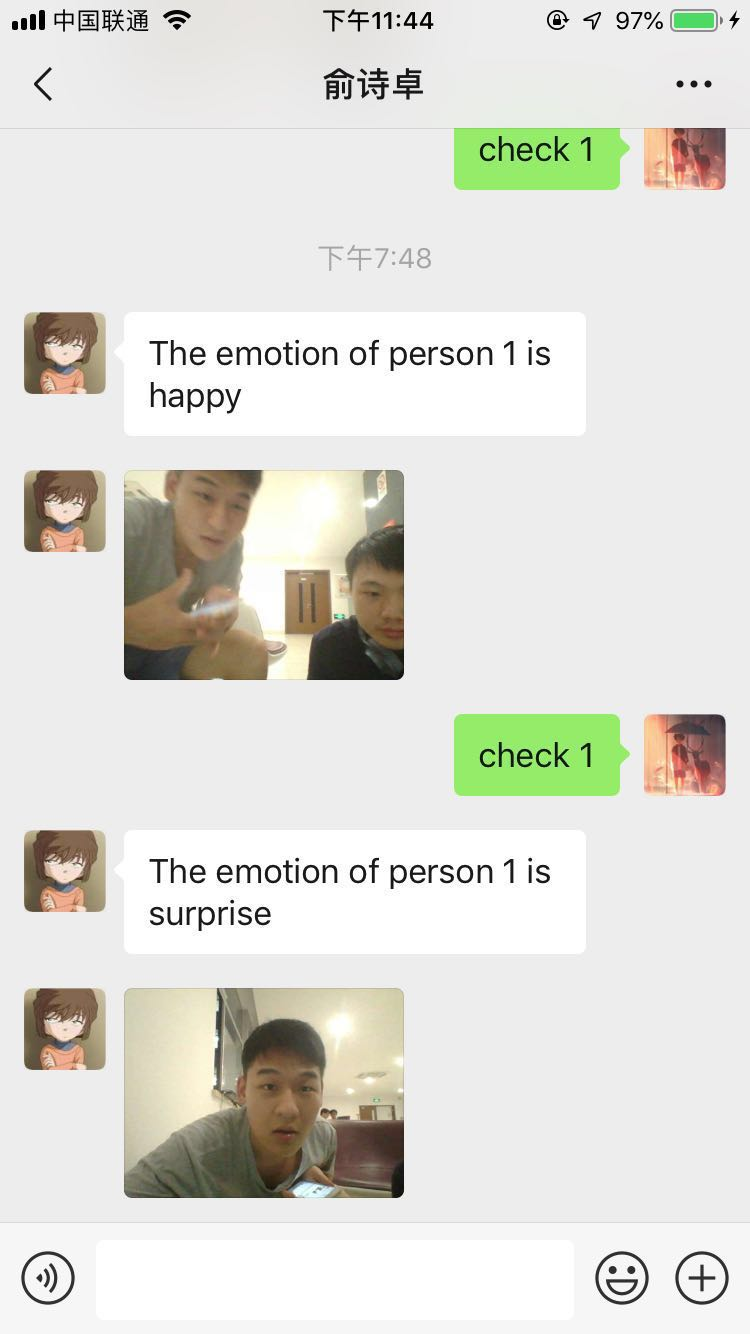 中国联通
下午11:44
97%
俞诗卓
check 1
下午7:48
The emotion of person 1 is
happy
check 1
The emotion of person 1 is
surprise